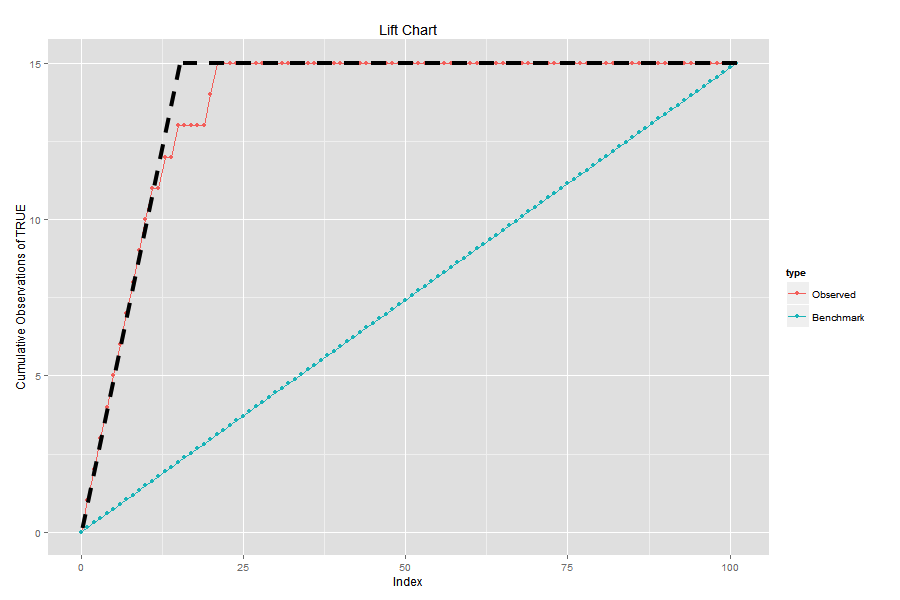 Lift Chart
Cumulative Observations of TRUE
15
10
5
0
0 25 50 75 100
Index
type
Observed
Benchmark